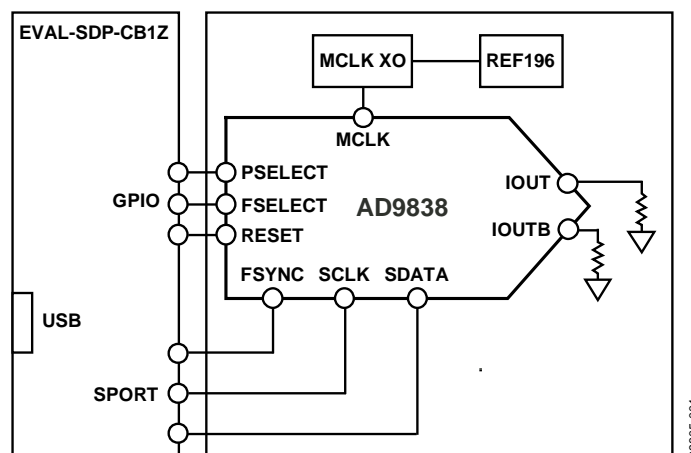 EVAL-SDP-CB1Z
MCLK XO
REF196
MCLK
PSELECT
IOUT
GPIO
FSELECT
AD9838
RESET
IOUTB
FSYNC SCLK SDATA
USB
SPORT